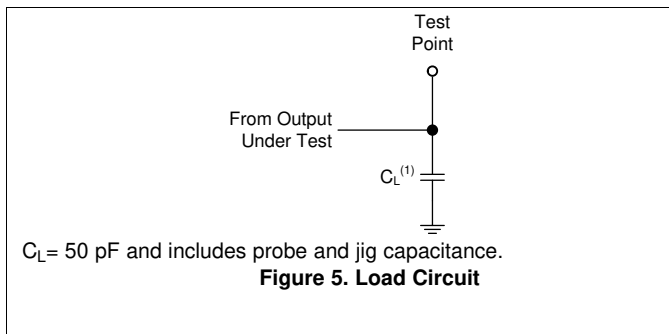 Test
Point
From Output
Under Test
C_L^(1)
C_L= 50 pF and includes probe and jig capacitance.
Figure 5. Load Circuit